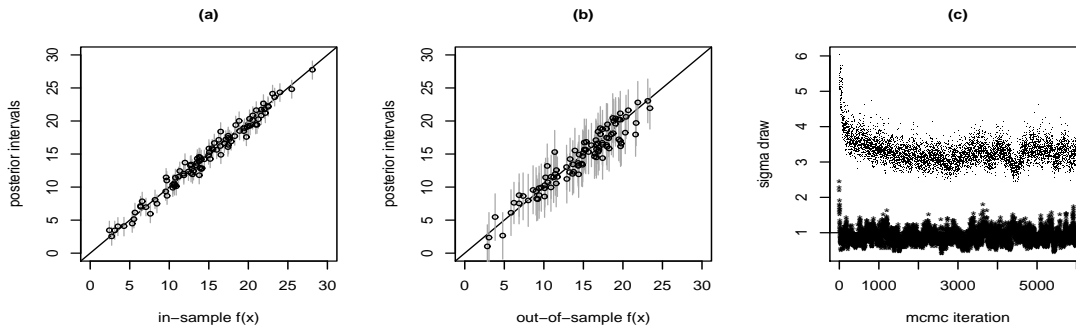 (a)
posterior intervals
0 5 10 15 20 25 30
0 5 10 15 20 25 30
in−sample f(x)
(b)
posterior intervals
0 5 10 15 20 25 30
0 5 10 15 20 25 30
out−of−sample f(x)
(c)
sigma draw
1 2 3 4 5 6
0 1000 3000 5000
mcmc iteration